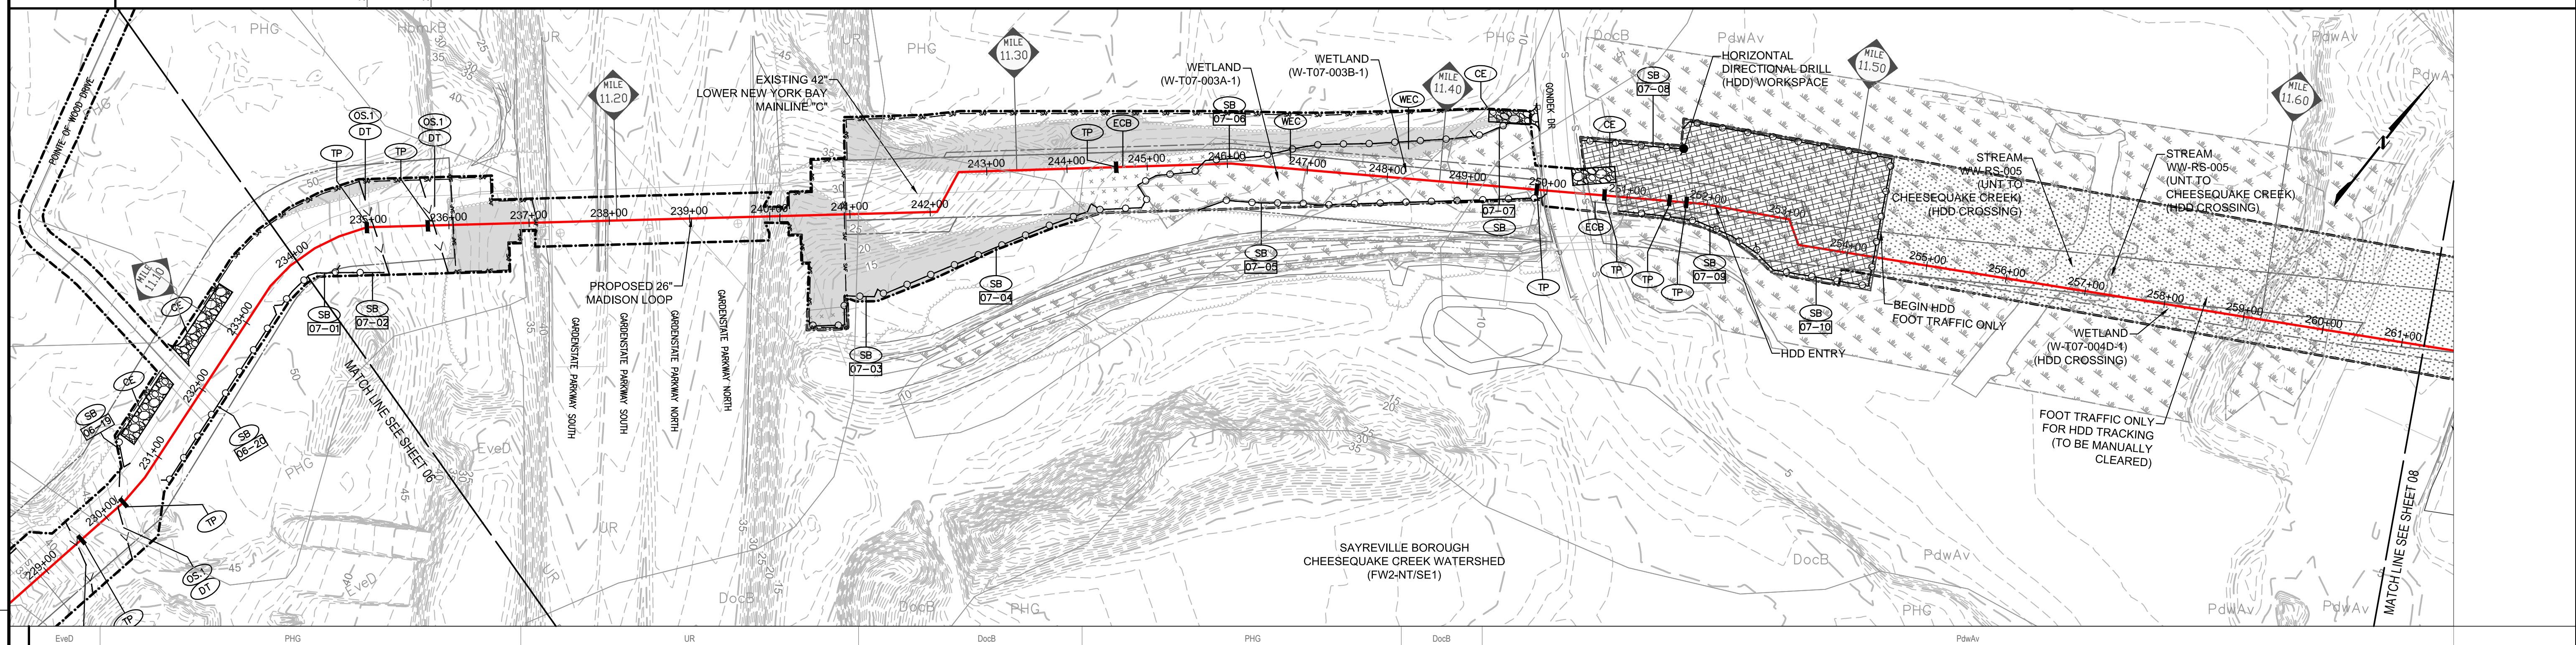 PHG
HbmkB
UR
UR
PHG
PHG
DocB
PdwAv
PdwAv
PdwAv
POINTE OF WOOD DRIVE
MILE
11.10
MILE
11.20
MILE
11.30
MILE
11.40
MILE
11.50
MILE
11.60
EXISTING 42"
LOWER NEW YORK BAY
MAINLINE "C"
WETLAND
(W-T07-003A-1)
WETLAND
(W-T07-003B-1)
GONDEK DR
HORIZONTAL
DIRECTIONAL DRILL
(HDD) WORKSPACE
STREAM
WW-RS-005
(UNT TO
CHEESEQUAKE CREEK)
(HDD CROSSING)
STREAM
WW-RS-005
(UNT TO
CHEESEQUAKE CREEK)
(HDD CROSSING)
OS.1
DT
OS.1
DT
TP
TP
TP
ECB
SB
07-06
WEC
WEC
CE
CE
SB
07-08
229+00
230+00
231+00
232+00
233+00
234+00
235+00
236+00
237+00
238+00
239+00
240+00
241+00
242+00
243+00
244+00
245+00
246+00
247+00
248+00
249+00
250+00
251+00
252+00
253+00
254+00
255+00
256+00
257+00
258+00
259+00
260+00
261+00
CE
CE
SB
06-19
SB
06-20
SB
07-01
SB
07-02
SB
07-03
SB
07-04
SB
07-05
07-07
SB
TP
ECB
TP
TP
TP
SB
07-09
SB
07-10
TP
OS.1
DT
TP
PROPOSED 26"
MADISON LOOP
GARDENSTATE PARKWAY SOUTH
GARDENSTATE PARKWAY SOUTH
GARDENSTATE PARKWAY NORTH
GARDENSTATE PARKWAY NORTH
MATCH LINE SEE SHEET 06
BEGIN HDD
FOOT TRAFFIC ONLY
HDD ENTRY
WETLAND
(W-T07-004D-1)
(HDD CROSSING)
FOOT TRAFFIC ONLY
FOR HDD TRACKING
(TO BE MANUALLY
CLEARED)
MATCH LINE SEE SHEET 08
SAYREVILLE BOROUGH
CHEESEQUAKE CREEK WATERSHED
(FW2-NT/SE1)
PHG
EveD
EveD
UR
UR
DocB
DocB
PHG
DocB
PdwAv
PHG
PdwAv
PdwAv
EveD
PHG
UR
DocB
PHG
DocB
PdwAv